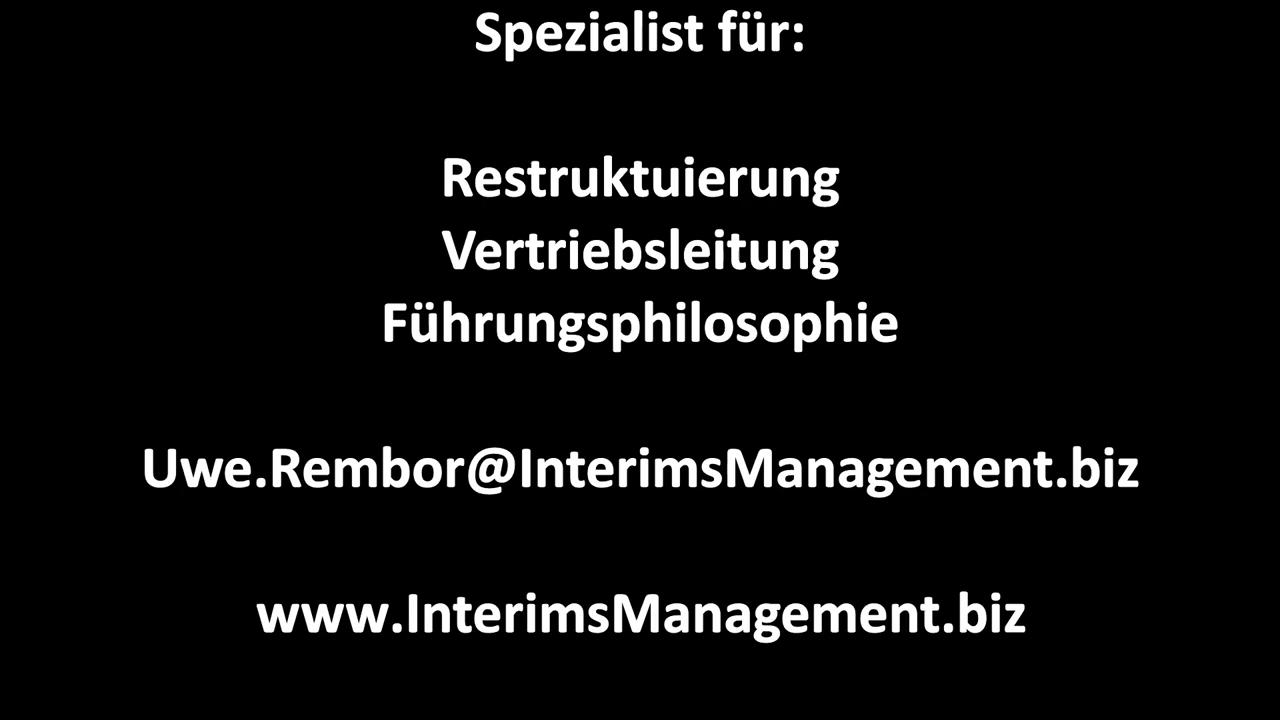 Spezialist für:
Restruktuierung
Vertriebsleitung
Führungsphilosophie
Uwe.Rembor@InterimsManagement.biz
www.InterimsManagement.biz